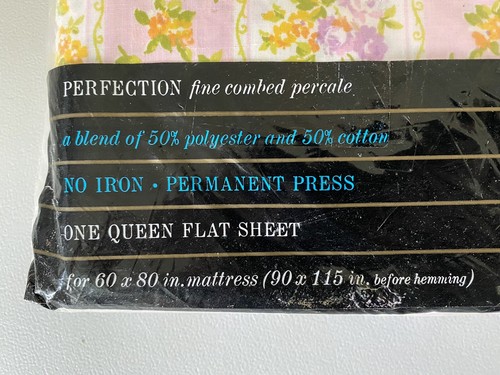 PERFECTION fine combed percale
a blend of 50% polyester and 50% cotton
NO IRON • PERMANENT PRESS
ONE QUEEN FLAT SHEET
for 60 x 80 in. mattress (90 x 115 in. before hemming)